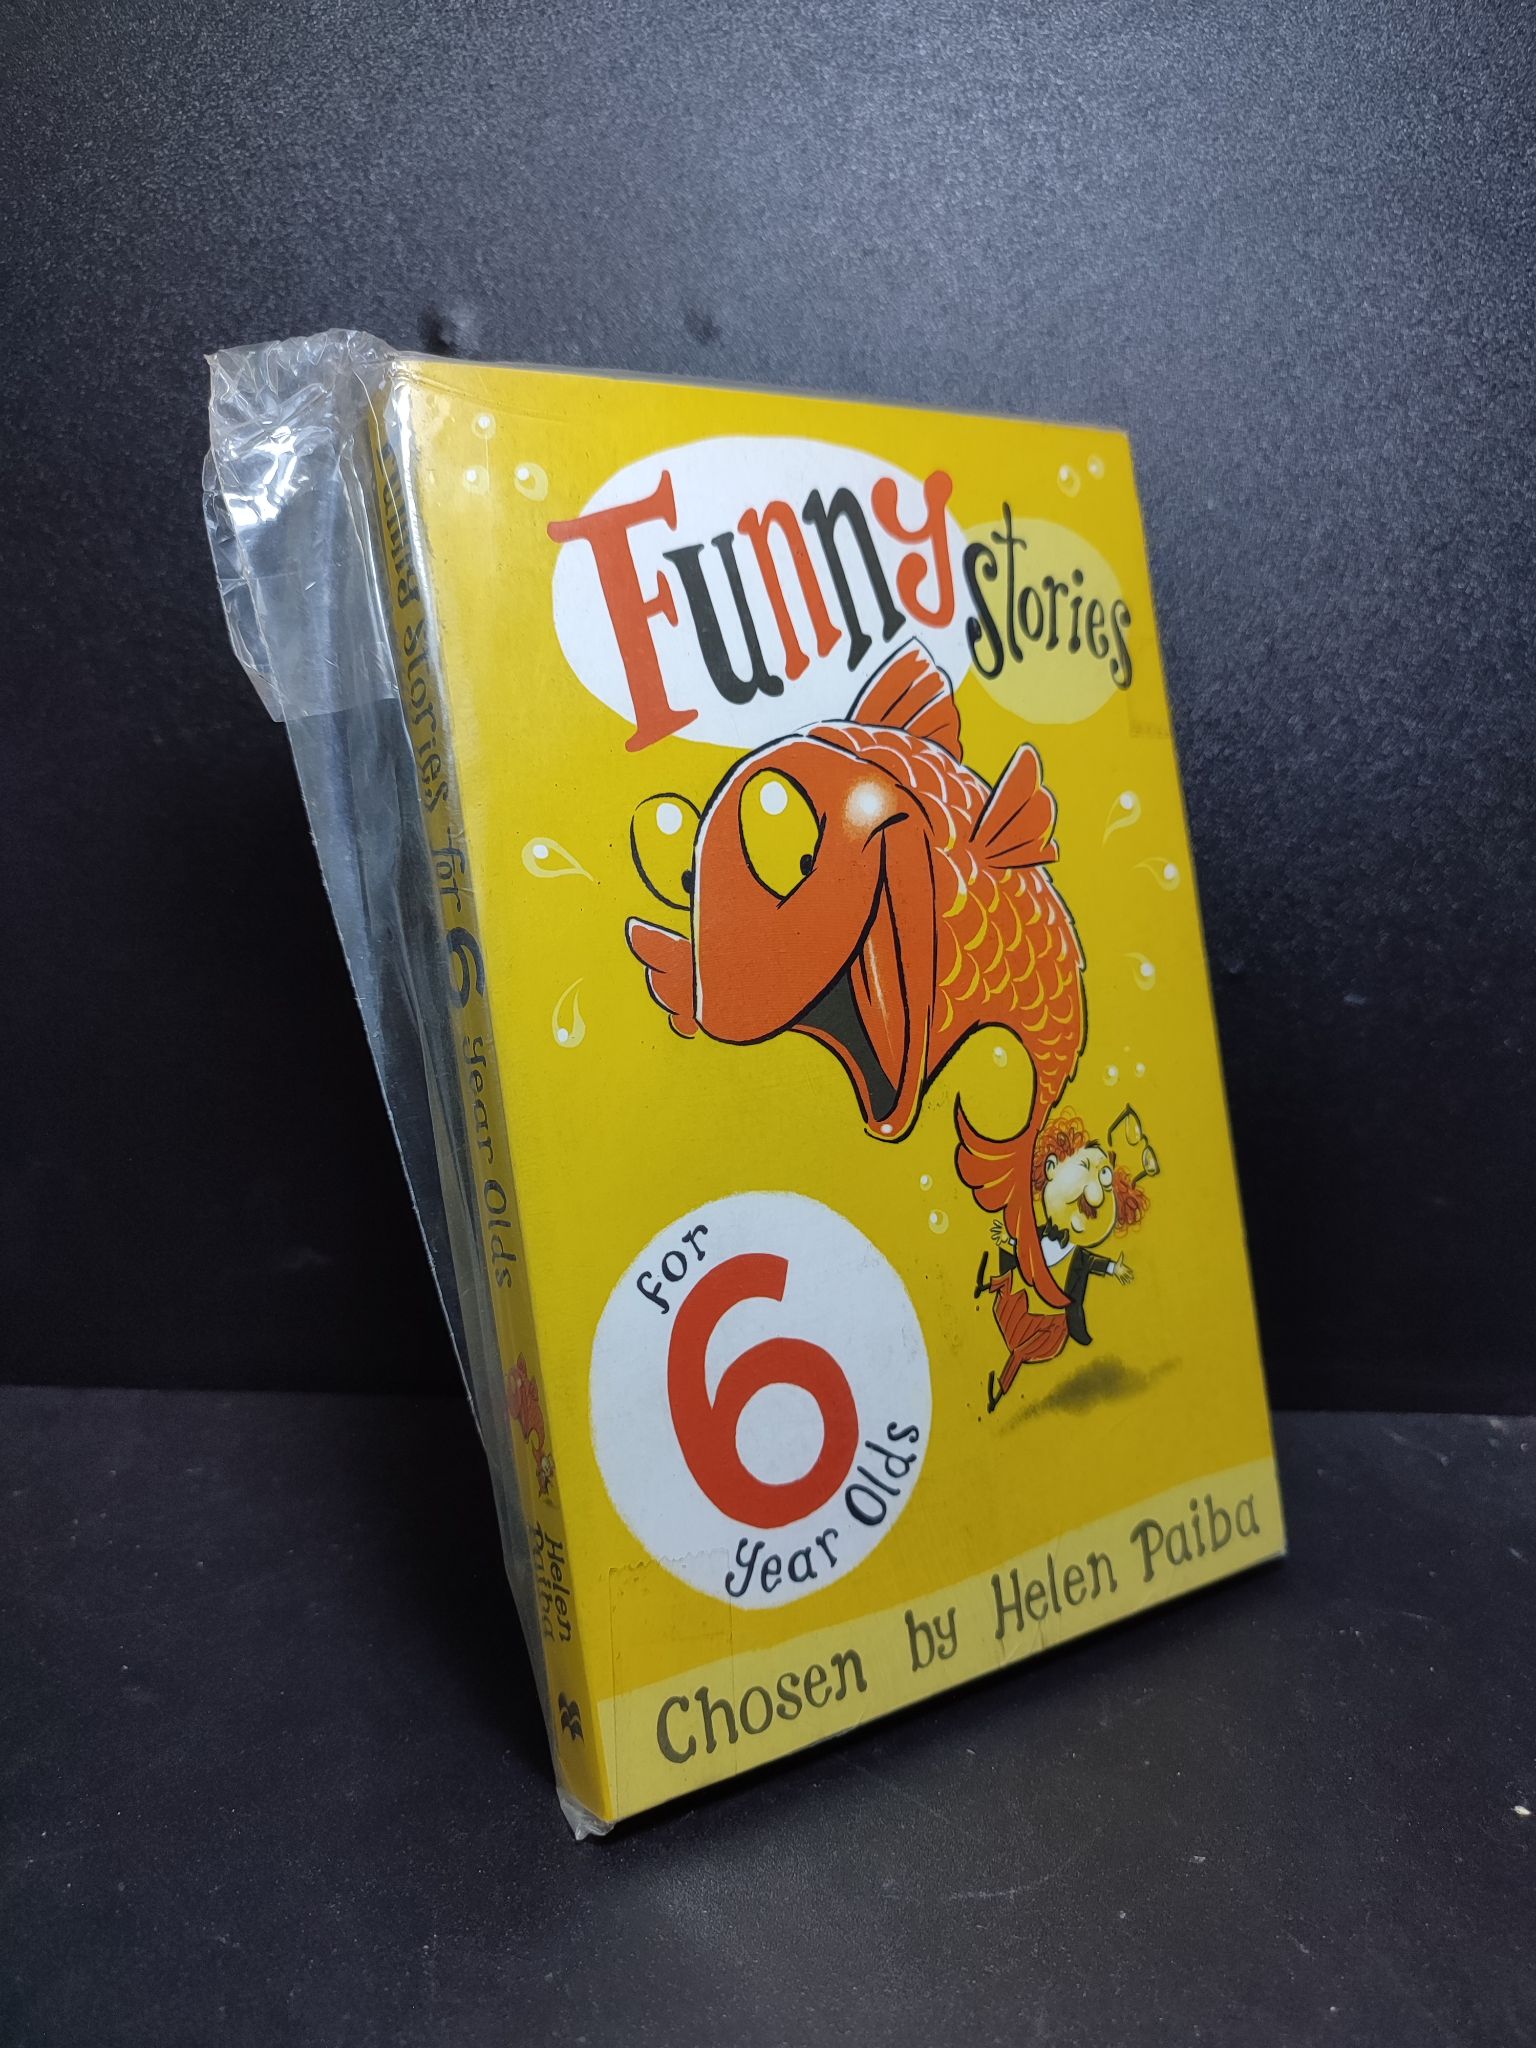 Funny
stories
for
6
Year Olds
Chosen by Helen Paiba
Funny stories for 6 Year Olds
Helen
Paiba